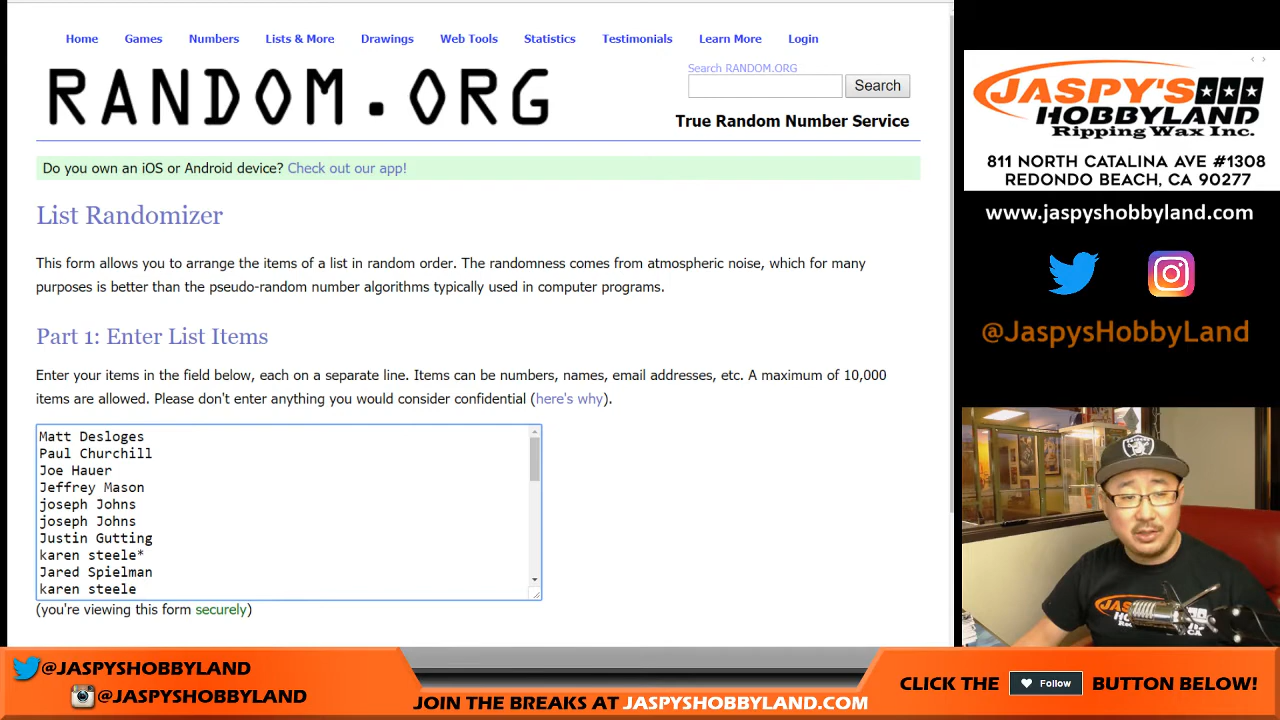 Home Games Numbers Lists & More Drawings Web Tools Statistics Testimonials Learn More Login
RANDOM.ORG
Search RANDOM.ORG
Search
True Random Number Service
Do you own an iOS or Android device? Check out our app!
List Randomizer
This form allows you to arrange the items of a list in random order. The randomness comes from atmospheric noise, which for many
purposes is better than the pseudo-random number algorithms typically used in computer programs.
Part 1: Enter List Items
Enter your items in the field below, each on a separate line. Items can be numbers, names, email addresses, etc. A maximum of 10,000
items are allowed. Please don't enter anything you would consider confidential (here's why).
Matt Desloges
Paul Churchill
Joe Hauer
Jeffrey Mason
joseph Johns
joseph Johns
Justin Gutting
karen steele*
Jared Spielman
karen steele
(you're viewing this form securely)
JASPY'S
HOBBYLAND
Ripping Wax Inc.
811 NORTH CATALINA AVE #1308
REDONDO BEACH, CA 90277
www.jaspyshobbyland.com
@JaspysHobbyLand
@JASPYSHOBBYLAND
@JASPYSHOBBYLAND
JOIN THE BREAKS AT JASPYSHOBBYLAND.COM
CLICK THE Follow BUTTON BELOW!